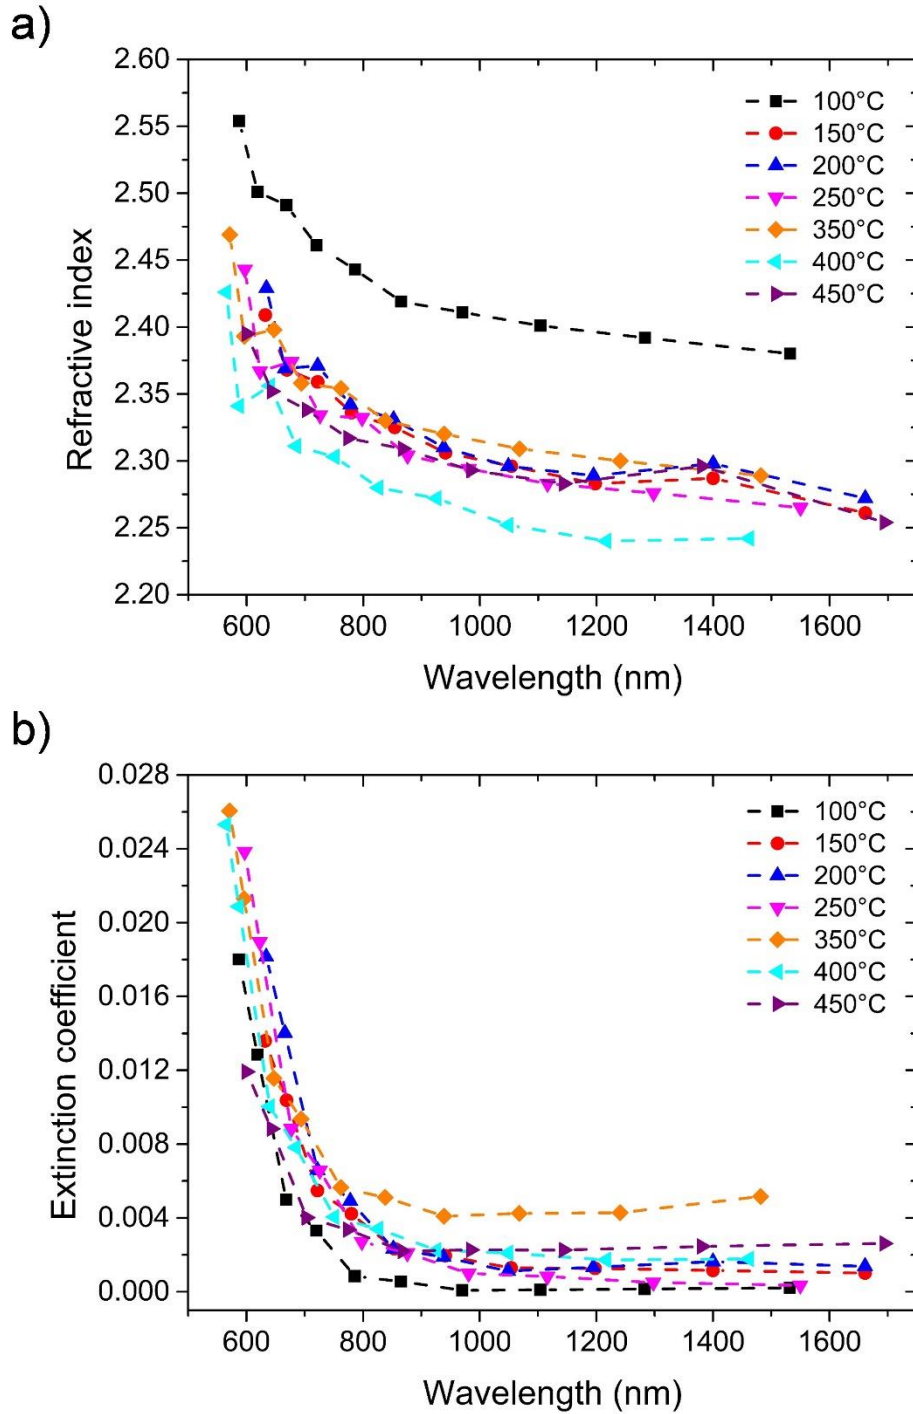 a)
2.60
2.55
2.50
2.45
2.40
2.35
2.30
2.25
2.20
Refractive index
100°C
150°C
200°C
250°C
350°C
400°C
450°C
600 800 1000 1200 1400 1600
Wavelength (nm)
b)
0.028
0.024
0.020
0.016
0.012
0.008
0.004
0.000
Extinction coefficient
100°C
150°C
200°C
250°C
350°C
400°C
450°C
600 800 1000 1200 1400 1600
Wavelength (nm)